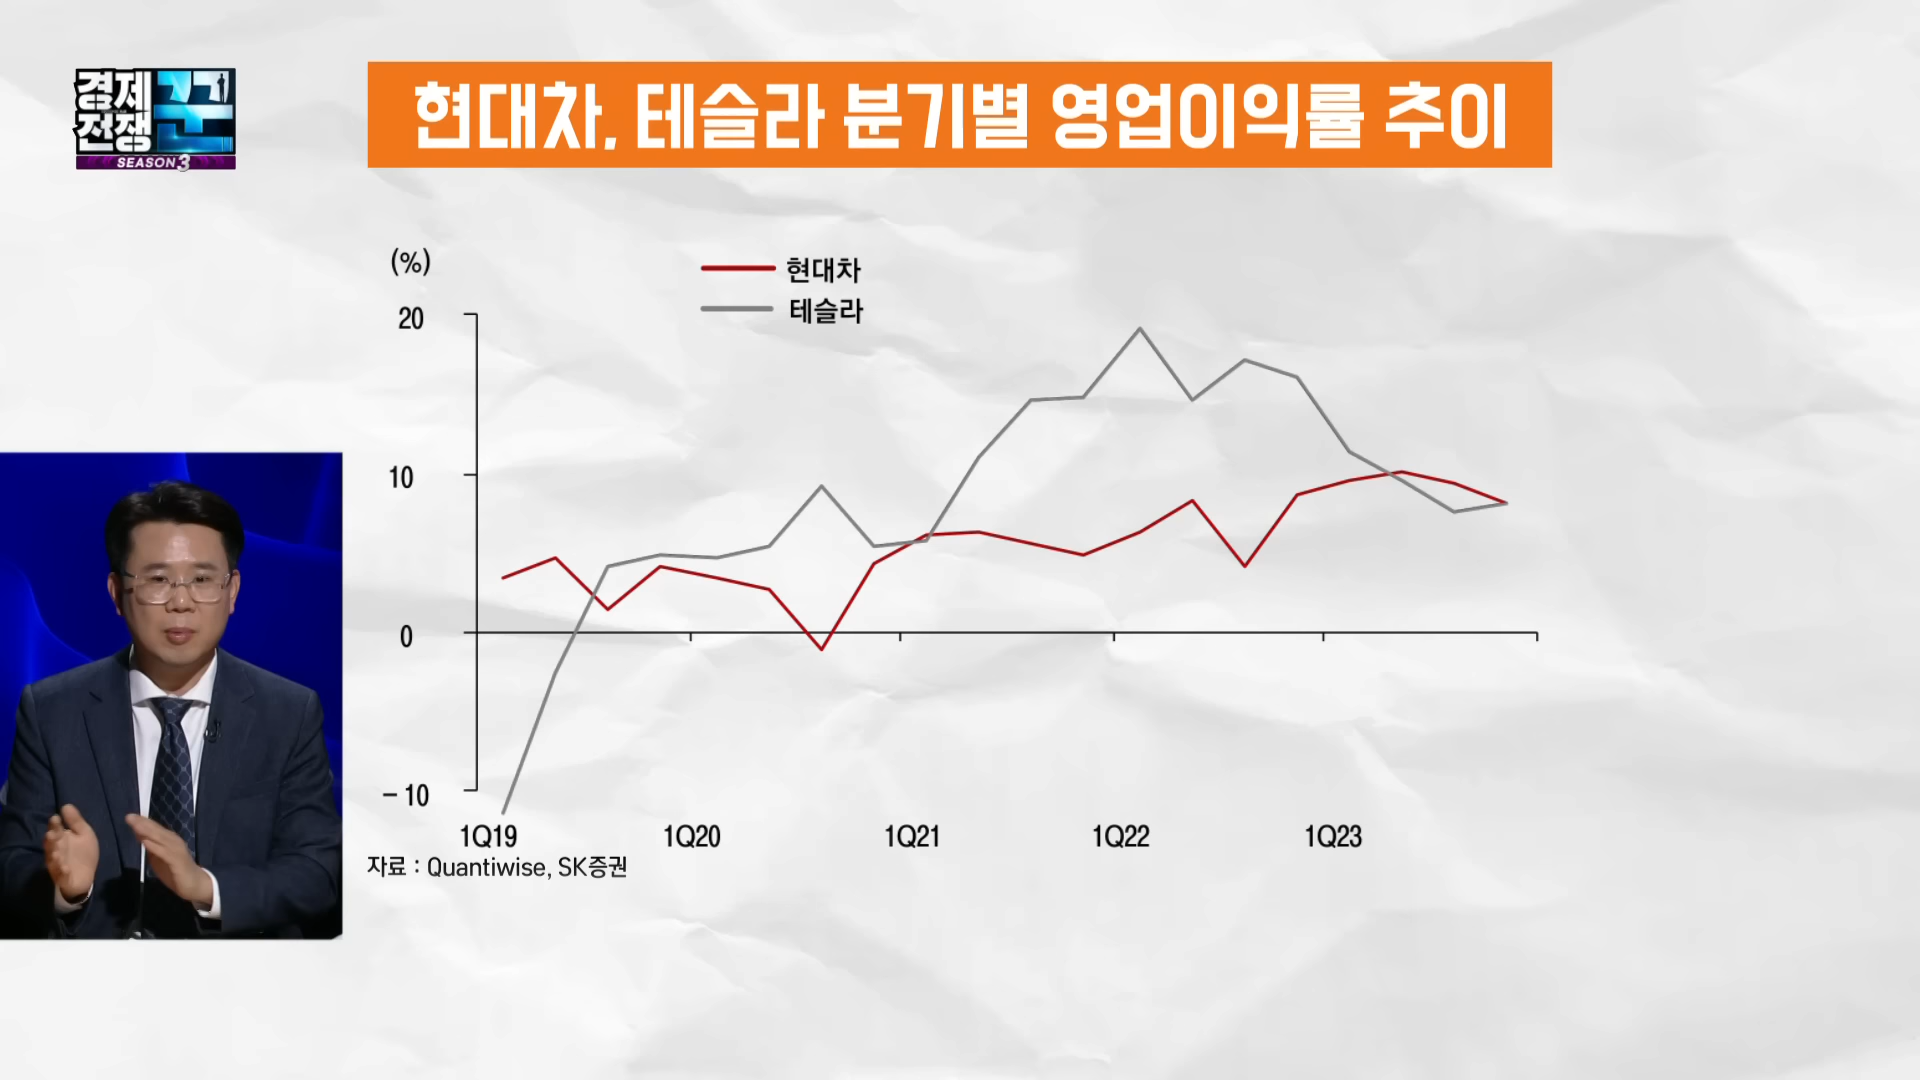 경제
전쟁
꾼
SEASON3
현대차, 테슬라 분기별 영업이익률 추이
(%)
현대차
테슬라
20
10
0
-10
1Q19 1Q20 1Q21 1Q22 1Q23
자료 : Quantiwise, SK증권